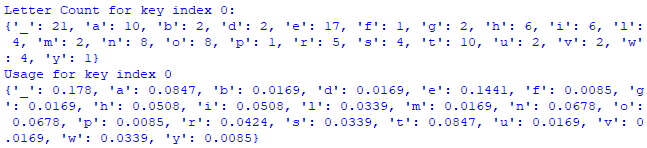 Letter Count for key index 0:
{'_': 21, 'a': 10, 'b': 2, 'd': 2, 'e': 17, 'f': 1, 'g': 2, 'h': 6, 'i': 6, 'l':
 4, 'm': 2, 'n': 8, 'o': 8, 'p': 1, 'r': 5, 's': 4, 't': 10, 'u': 2, 'v': 2, 'w'
: 4, 'y': 1}
Usage for key index 0
{'_': 0.178, 'a': 0.0847, 'b': 0.0169, 'd': 0.0169, 'e': 0.1441, 'f': 0.0085, 'g
': 0.0169, 'h': 0.0508, 'i': 0.0508, 'l': 0.0339, 'm': 0.0169, 'n': 0.0678, 'o':
 0.0678, 'p': 0.0085, 'r': 0.0424, 's': 0.0339, 't': 0.0847, 'u': 0.0169, 'v': 0
.0169, 'w': 0.0339, 'y': 0.0085}